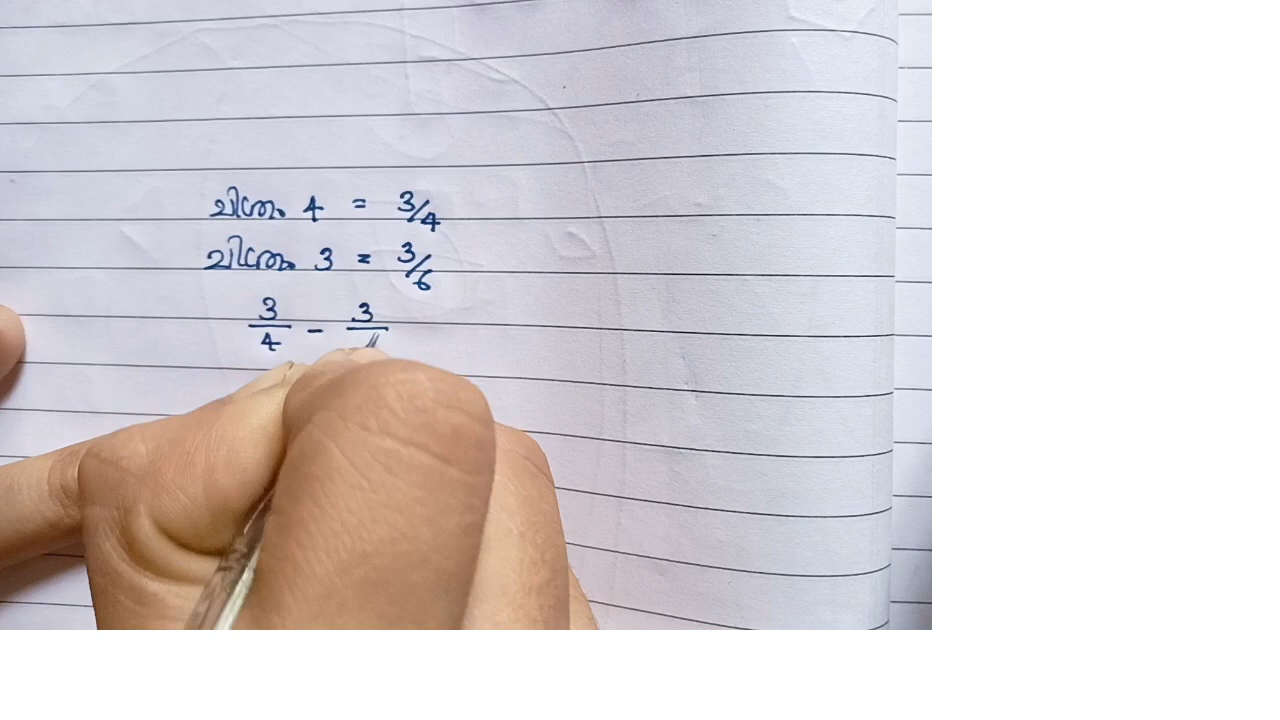 ചിത്രം 4 = 3/4
ചിത്രം 3 = 3/6
3/4 - 3/